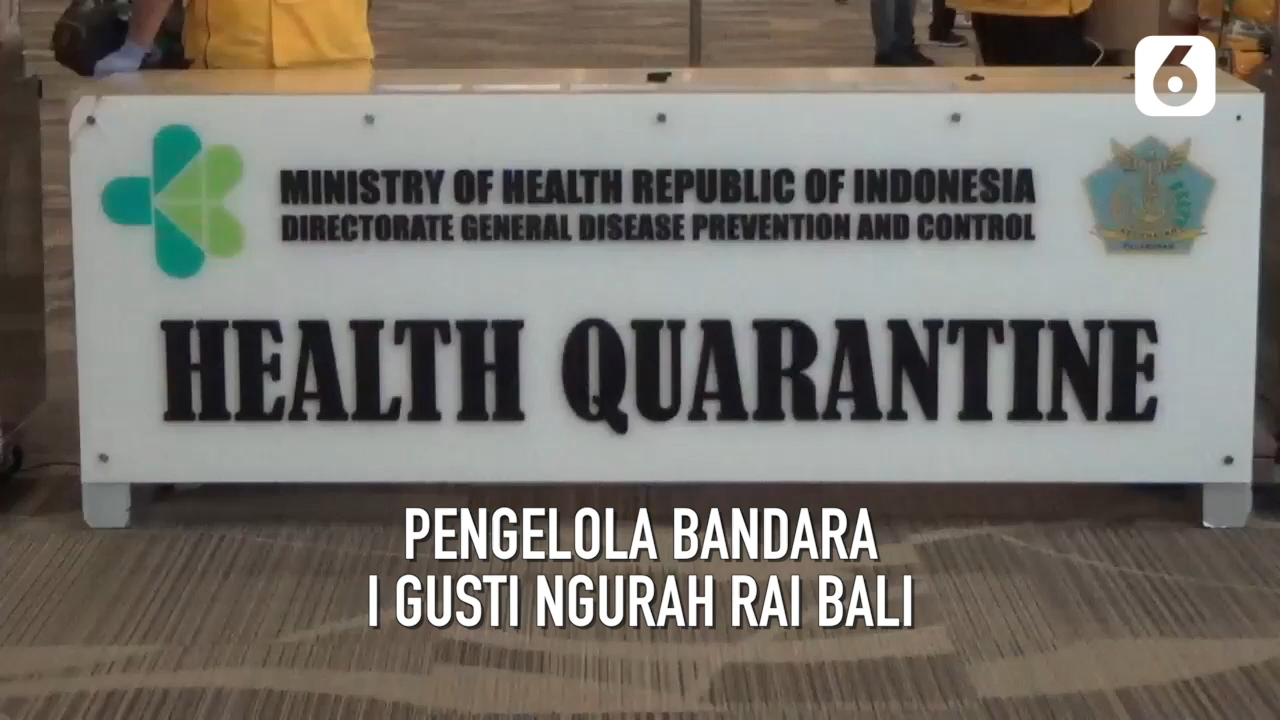 6
MINISTRY OF HEALTH REPUBLIC OF INDONESIA
DIRECTORATE GENERAL DISEASE PREVENTION AND CONTROL
HEALTH QUARANTINE
PENGELOLA BANDARA
I GUSTI NGURAH RAI BALI